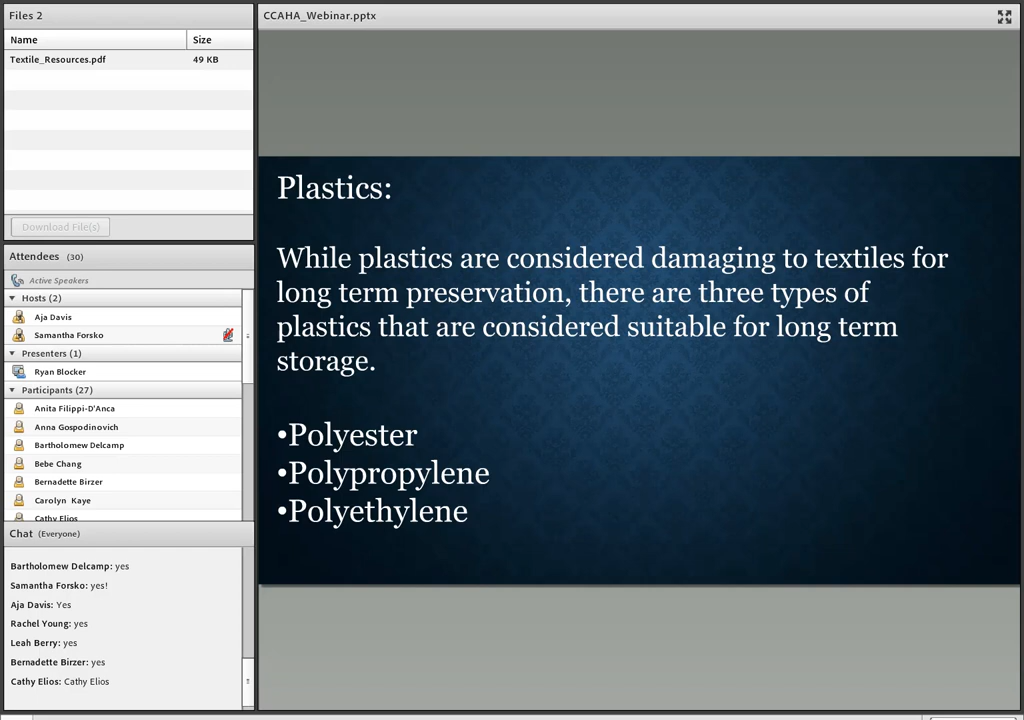 Files 2
Name Size
Textile_Resources.pdf 49 KB
Download File(s)
Attendees (30)
Active Speakers
Hosts (2)
Aja Davis
Samantha Forsko
Presenters (1)
Ryan Blocker
Participants (27)
Anita Filippi-D'Anca
Anna Gospodinovich
Bartholomew Delcamp
Bebe Chang
Bernadette Birzer
Carolyn Kaye
Cathy Elios
Chat (Everyone)
Bartholomew Delcamp: yes
Samantha Forsko: yes!
Aja Davis: Yes
Rachel Young: yes
Leah Berry: yes
Bernadette Birzer: yes
Cathy Elios: Cathy Elios
CCAHA_Webinar.pptx
Plastics:
While plastics are considered damaging to textiles for
long term preservation, there are three types of
plastics that are considered suitable for long term
storage.
•Polyester
•Polypropylene
•Polyethylene